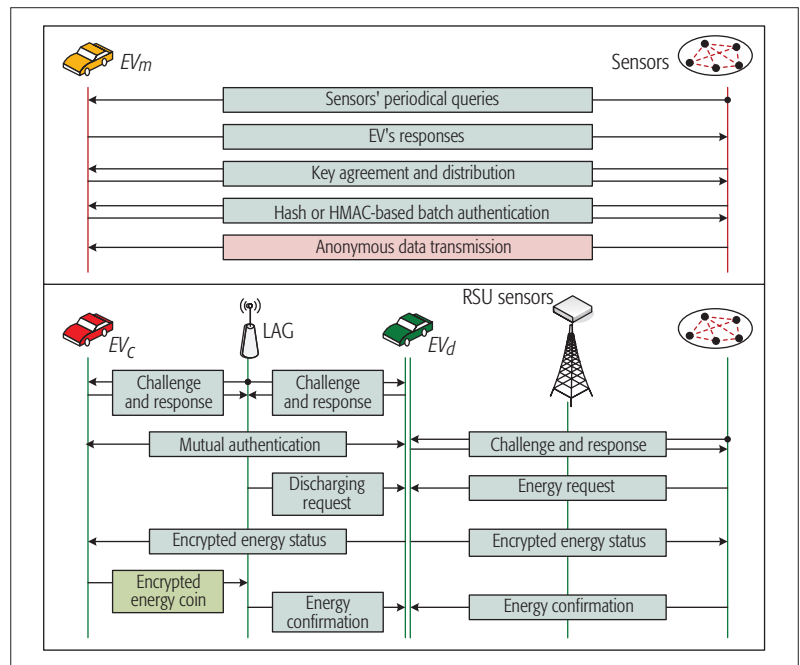 EVm
Sensors
Sensors' periodical queries
EV's responses
Key agreement and distribution
Hash or HMAC-based batch authentication
Anonymous data transmission
RSU sensors
EVc
LAG
EVd
Challenge
and response
Challenge
and response
Mutual authentication
Challenge and response
Discharging
request
Energy request
Encrypted energy status
Encrypted energy status
Encrypted
energy coin
Energy
confirmation
Energy confirmation